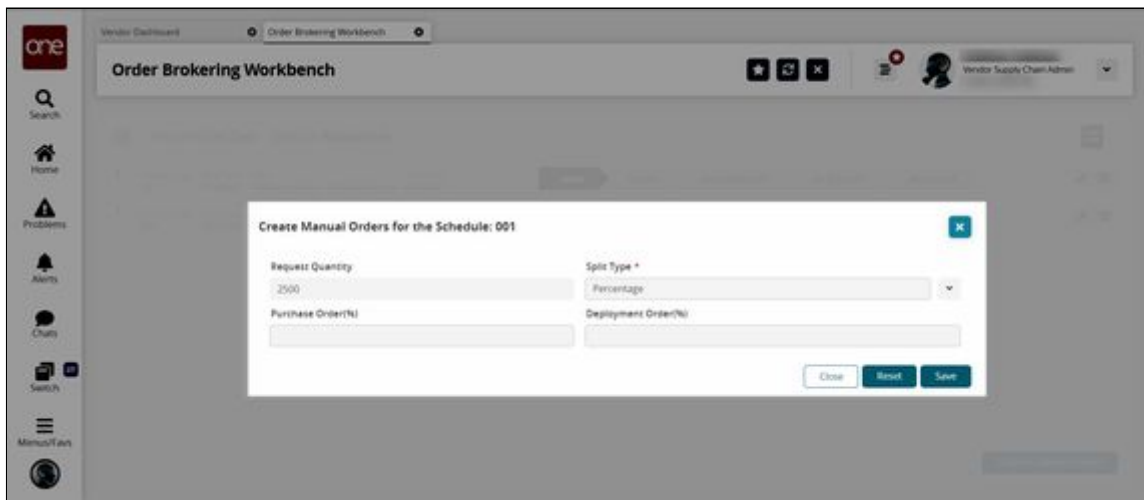 one
Vendor Dashboard
Order Brokering Workbench
Order Brokering Workbench
Vendor Supply Chain Admin
Search
Home
Problems
Alerts
Chats
Switch
Menus/Favs
Create Manual Orders for the Schedule: 001
Request Quantity
Split Type *
2500
Percentage
Purchase Order(%)
Deployment Order(%)
Close
Reset
Save